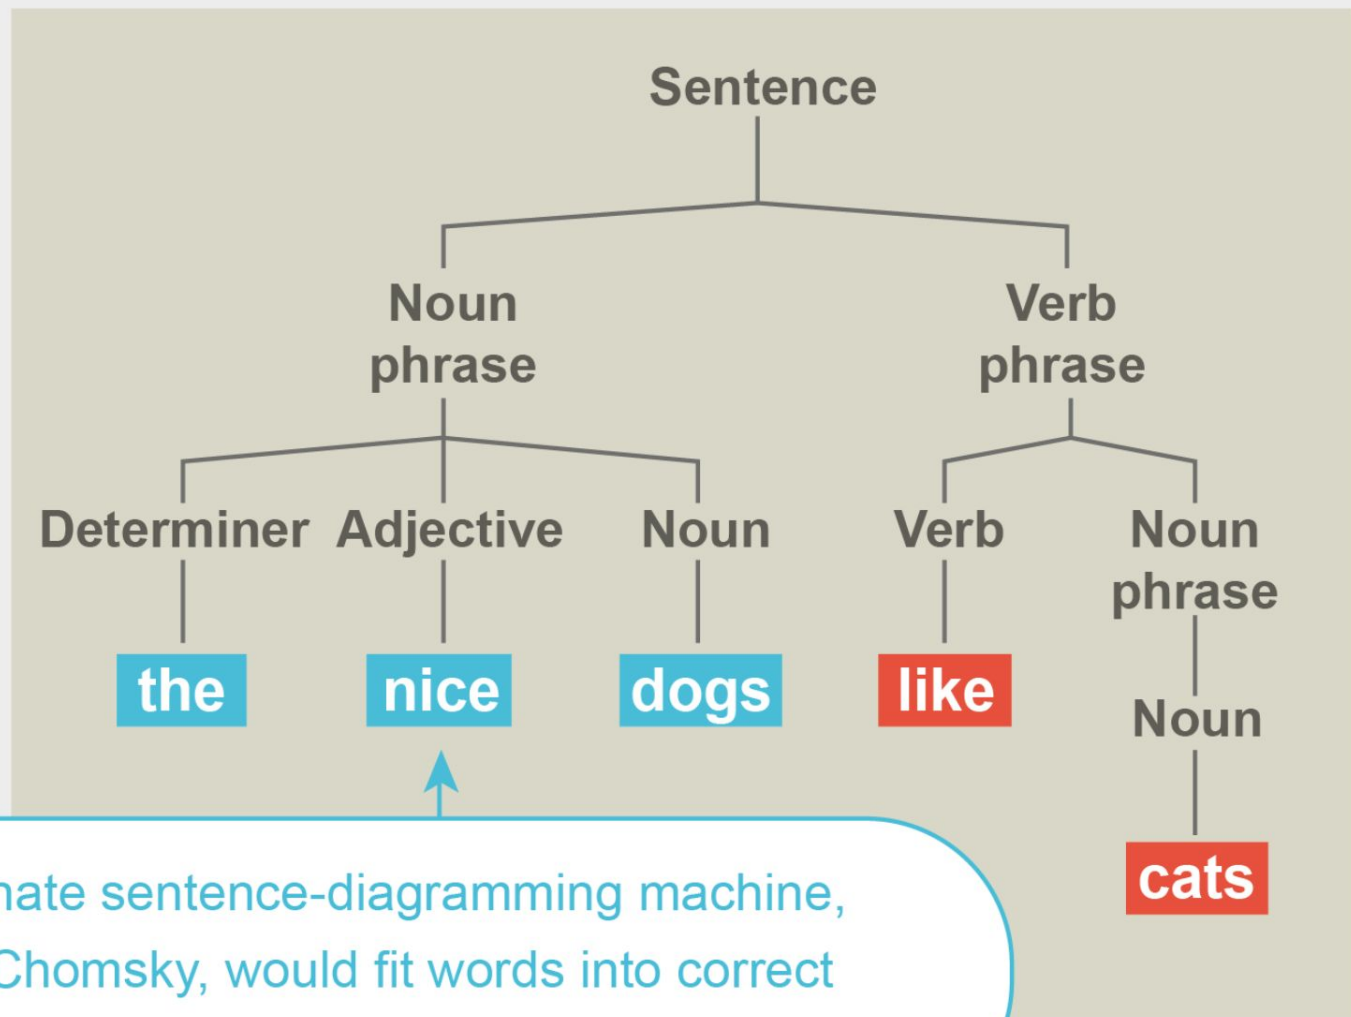 Sentence
Noun
phrase
Verb
phrase
Determiner Adjective Noun Verb Noun
phrase
the nice dogs like
Noun
cats
sentence-diagramming machine,
Chomsky, would fit words into correct